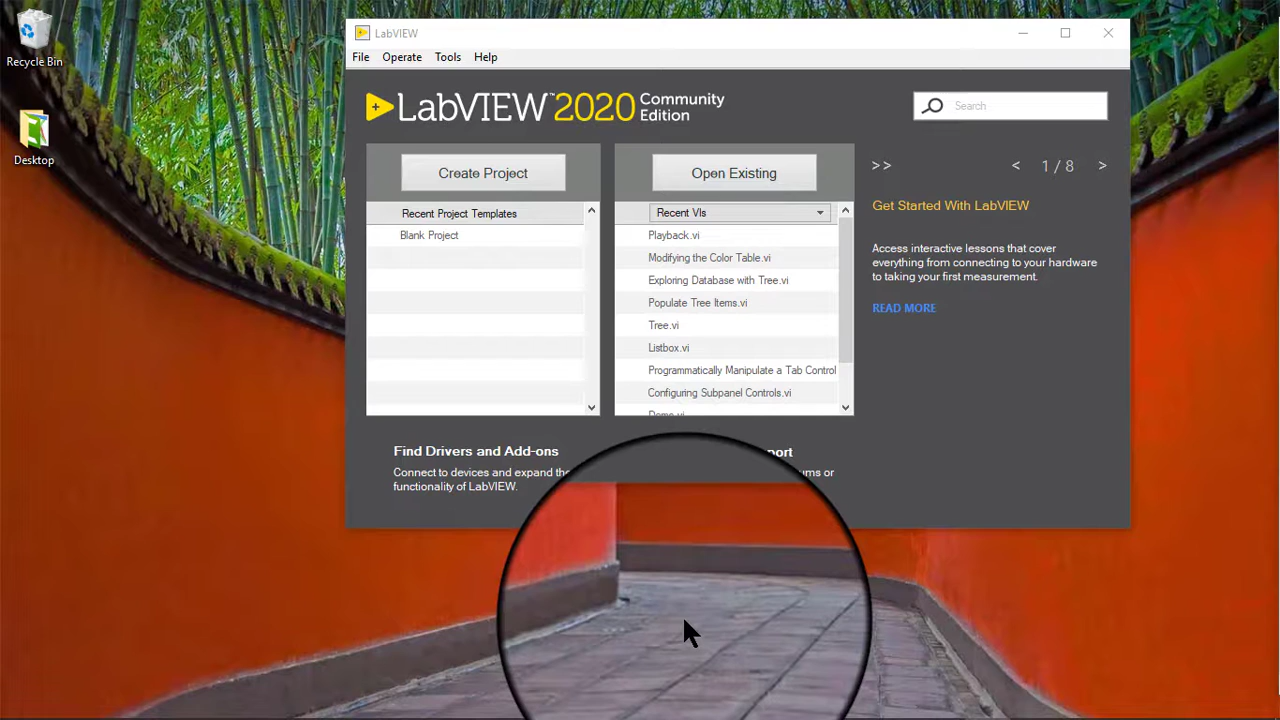 Recycle Bin
Desktop
LabVIEW
File Operate Tools Help
LabVIEW™ 2020 Community Edition
Search
Create Project
Recent Project Templates
Blank Project
Open Existing
Recent VIs
Playback.vi
Modifying the Color Table.vi
Exploring Database with Tree.vi
Populate Tree Items.vi
Tree.vi
Listbox.vi
Programmatically Manipulate a Tab Control
Configuring Subpanel Controls.vi
>> < 1 / 8 >
Get Started With LabVIEW
Access interactive lessons that cover
everything from connecting to your hardware
to taking your first measurement.
READ MORE
Find Drivers and Add-ons
Connect to devices and expand the
functionality of LabVIEW.